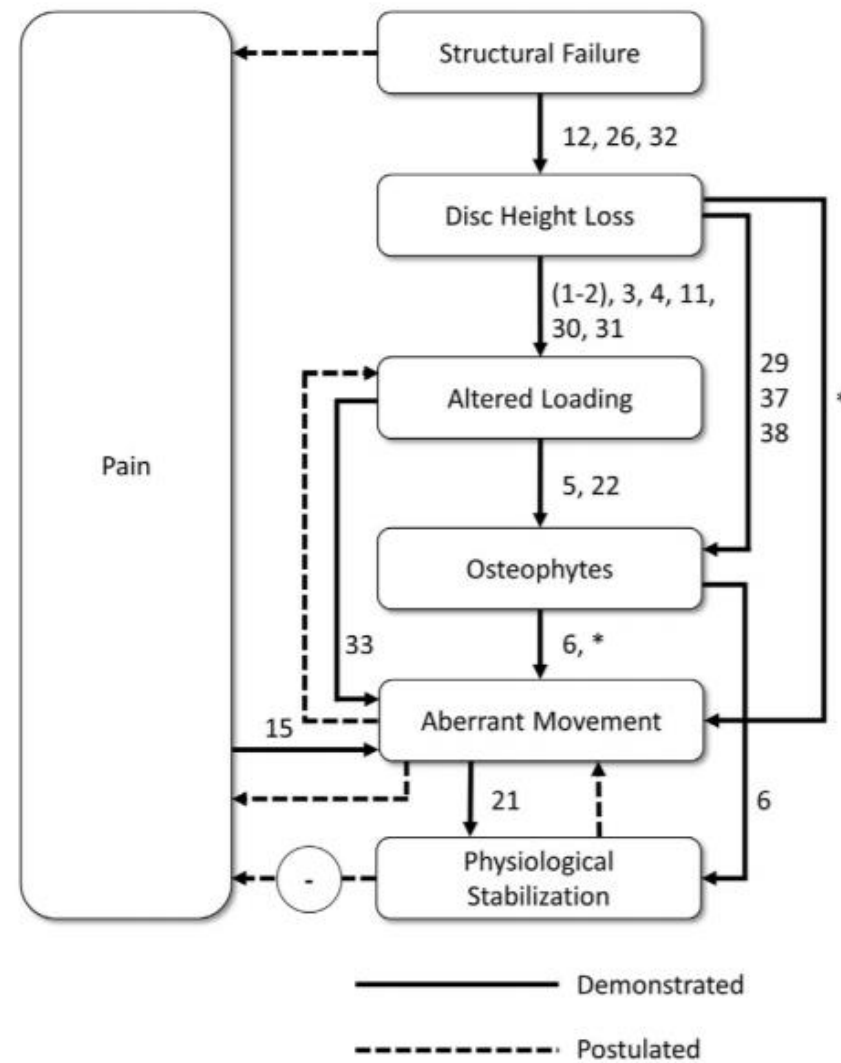 Structural Failure
12, 26, 32
Disc Height Loss
(1-2), 3, 4, 11,
30, 31
29
37
38
*
Altered Loading
Pain
5, 22
Osteophytes
33
6, *
Aberrant Movement
15
21
6
Physiological
Stabilization
-
Demonstrated
Postulated